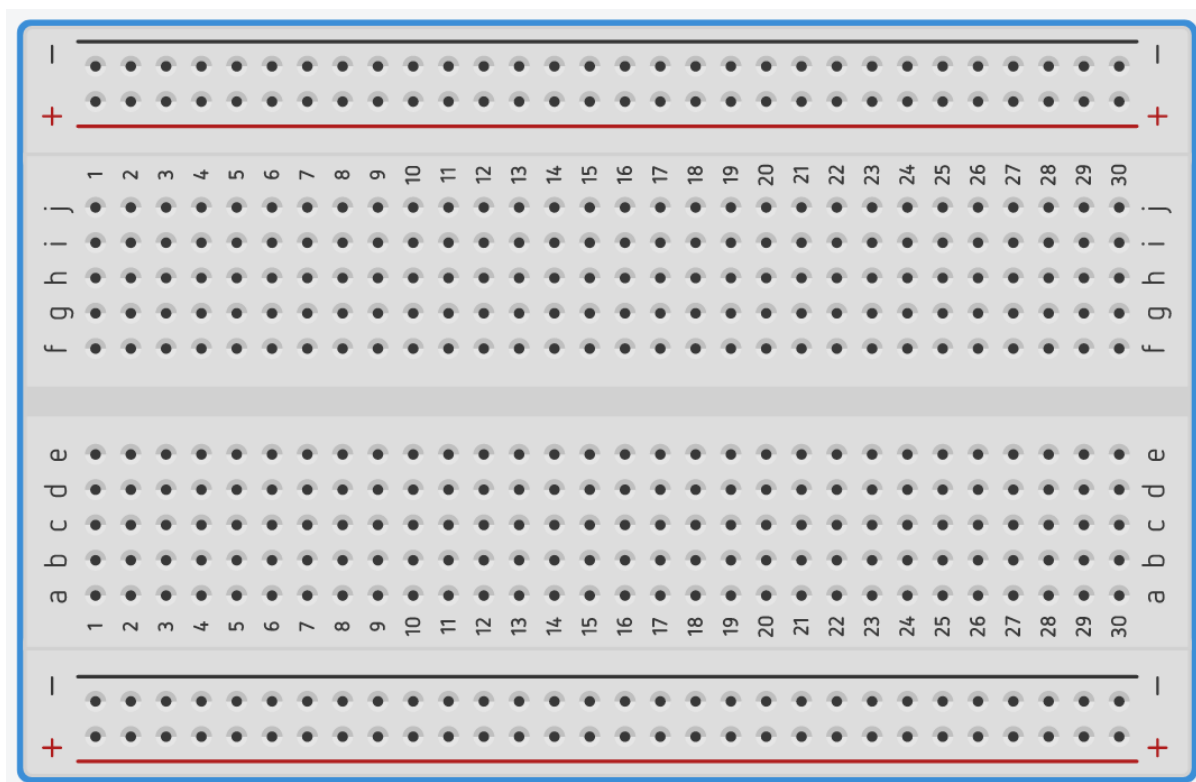 − −
+ +
1 2 3 4 5 6 7 8 9 10 11 12 13 14 15 16 17 18 19 20 21 22 23 24 25 26 27 28 29 30
j j
i i
h h
g g
f f
e e
d d
c c
b b
a a
1 2 3 4 5 6 7 8 9 10 11 12 13 14 15 16 17 18 19 20 21 22 23 24 25 26 27 28 29 30
− −
+ +